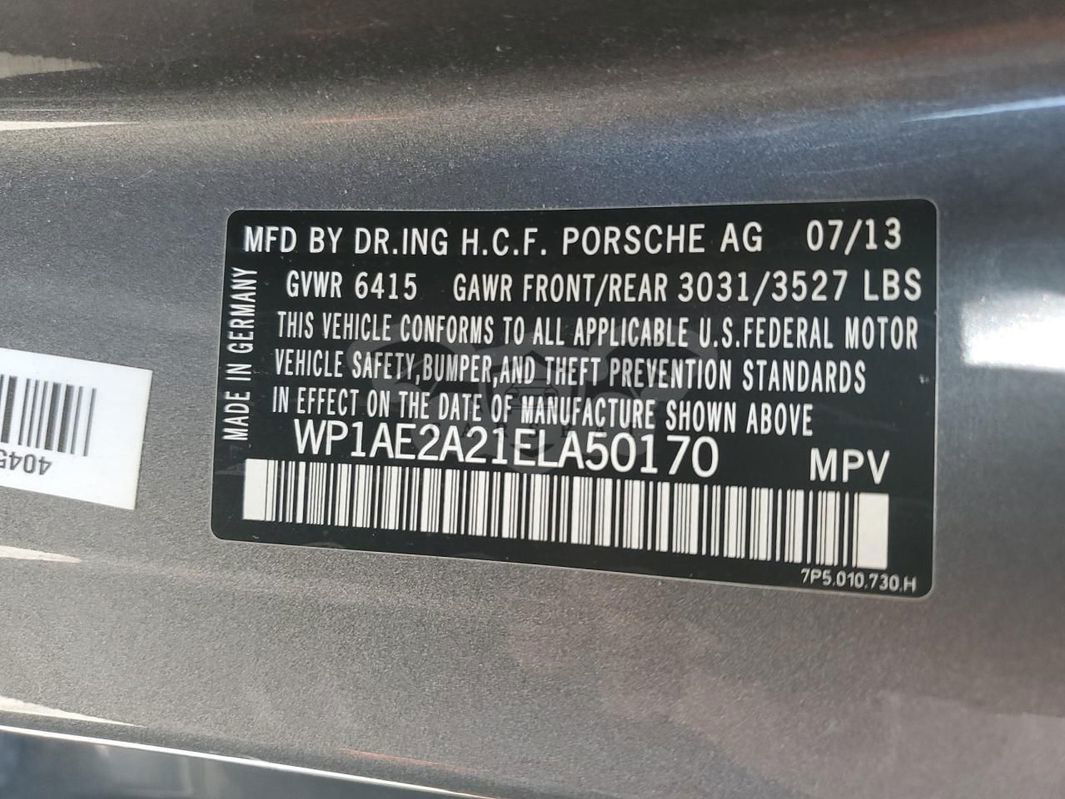 MFD BY DR.ING H.C.F. PORSCHE AG 07/13
GVWR 6415 GAWR FRONT/REAR 3031/3527 LBS
THIS VEHICLE CONFORMS TO ALL APPLICABLE U.S.FEDERAL MOTOR
VEHICLE SAFETY,BUMPER,AND THEFT PREVENTION STANDARDS
IN EFFECT ON THE DATE OF MANUFACTURE SHOWN ABOVE
MADE IN GERMANY
WP1AE2A21ELA50170 MPV
7P5.010.730.H
4045